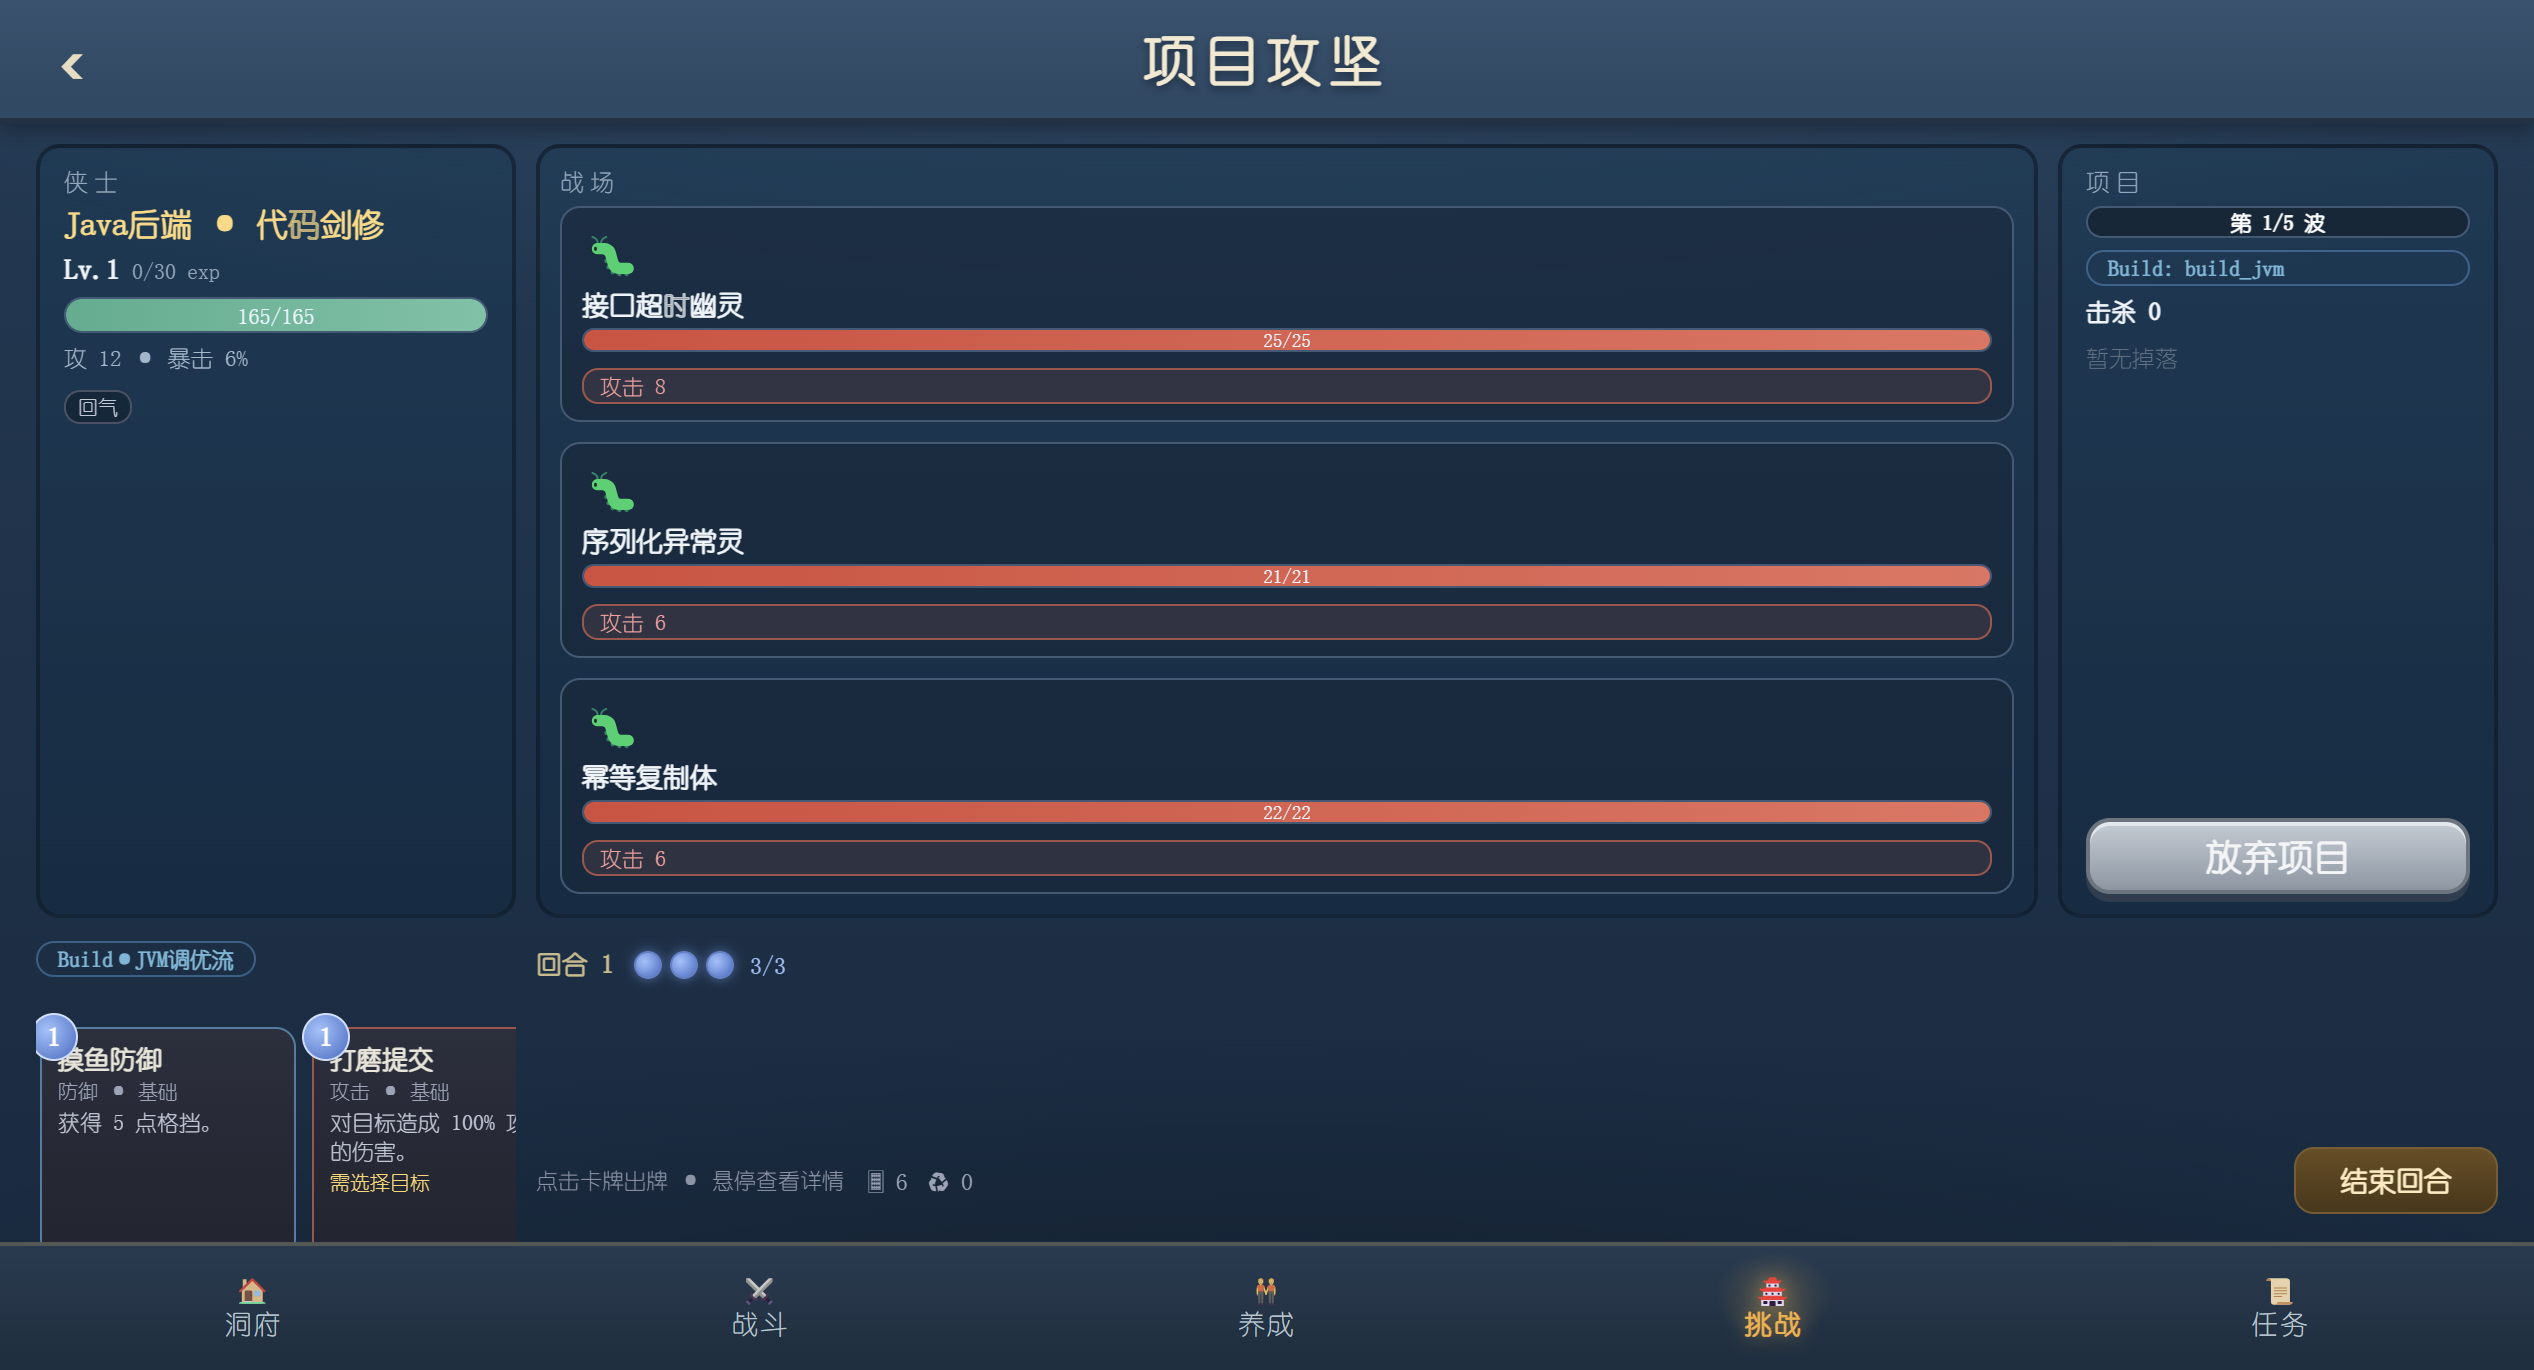 项目攻坚
侠士
Java后端 • 代码剑修
Lv.1 0/30 exp
165/165
攻 12 • 暴击 6%
回气
战场
接口超时幽灵
25/25
攻击 8
序列化异常灵
21/21
攻击 6
幂等复制体
22/22
攻击 6
项目
第 1/5 波
Build: build_jvm
击杀 0
暂无掉落
放弃项目
Build•JVM调优流
回合 1 3/3
1
摸鱼防御
防御 • 基础
获得 5 点格挡。
1
打磨提交
攻击 • 基础
对目标造成 100%
的伤害。
需选择目标
点击卡牌出牌 • 悬停查看详情 6 0
结束回合
洞府
战斗
养成
挑战
任务